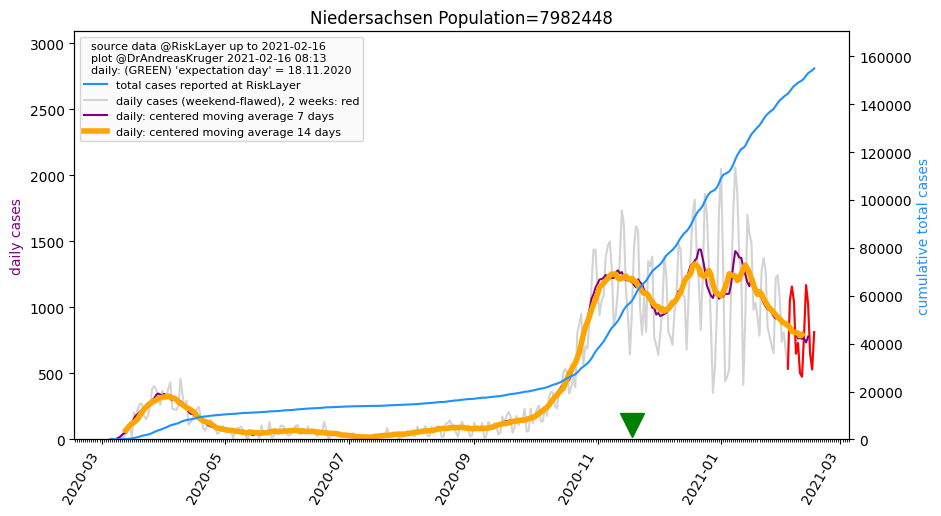 Niedersachsen Population=7982448
source data @RiskLayer up to 2021-02-16
plot @DrAndreasKruger 2021-02-16 08:13
daily: (GREEN) 'expectation day' = 18.11.2020
total cases reported at RiskLayer
daily cases (weekend-flawed), 2 weeks: red
daily: centered moving average 7 days
daily: centered moving average 14 days
daily cases
3000
2500
2000
1500
1000
500
0
160000
140000
120000
100000
80000
60000
40000
20000
0
cumulative total cases
2020-03
2020-05
2020-07
2020-09
2020-11
2021-01
2021-03